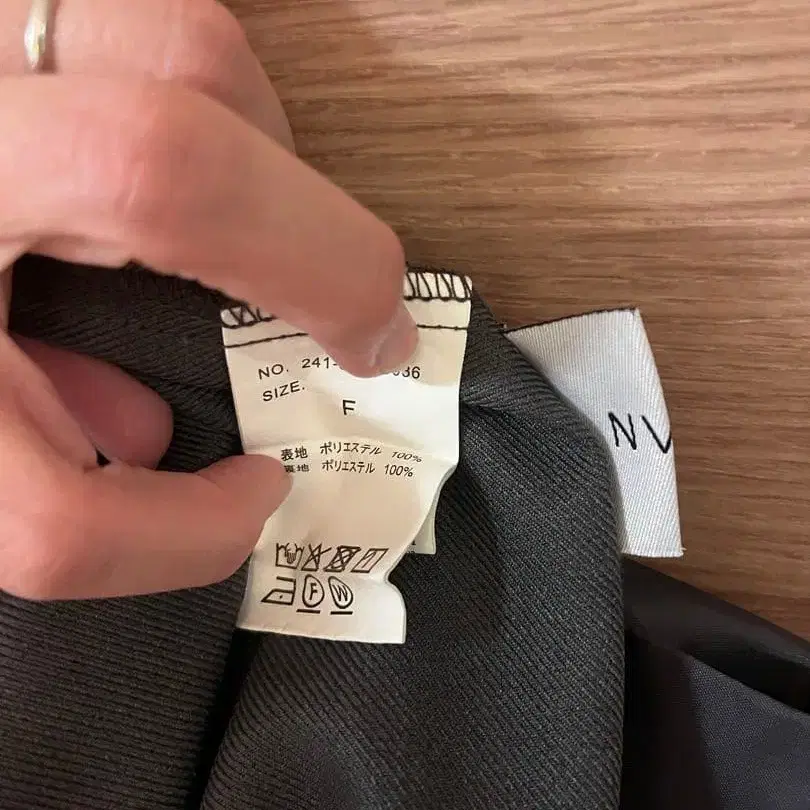 NO. 241-
036
SIZE.
F
表地 ポリエステル 100%
裏地 ポリエステル 100%
F W
NV